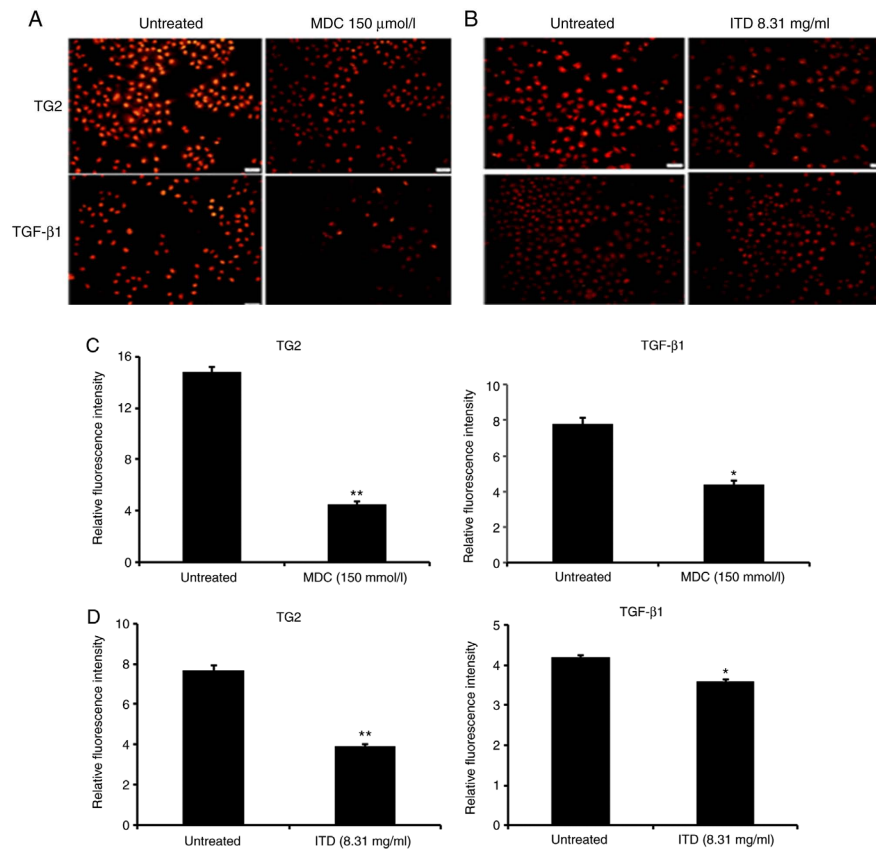 A
Untreated
MDC 150 μmol/l
B
Untreated
ITD 8.31 mg/ml
TG2
TGF-β1
C
TG2
Relative fluorescence intensity
16
12
8
4
0
**
Untreated
MDC (150 mmol/l)
TGF-β1
Relative fluorescence intensity
10
8
6
4
2
0
*
Untreated
MDC (150 mmol/l)
D
TG2
Relative fluorescence intensity
10
8
6
4
2
0
**
Untreated
ITD (8.31 mg/ml)
TGF-β1
Relative fluorescence intensity
5
4
3
2
1
0
*
Untreated
ITD (8.31 mg/ml)